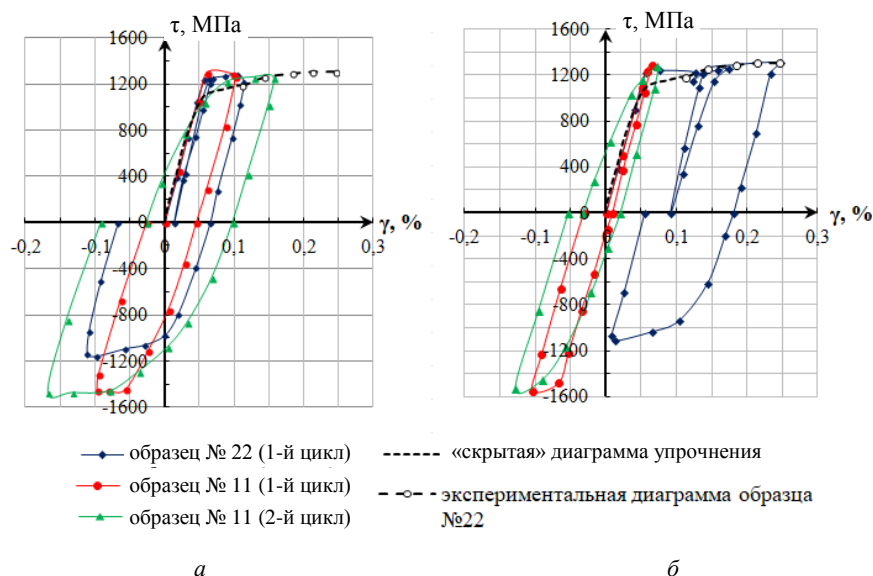 τ, МПа
τ, МПа
1600
1200
800
400
0
-400
-800
-1200
-1600
-0,2
-0,1
0
0,1
0,2
0,3
γ, %
1600
1200
800
400
0
-400
-800
-1200
-1600
-0,2
-0,1
0
0,1
0,2
0,3
γ, %
образец № 22 (1-й цикл)
образец № 11 (1-й цикл)
образец № 11 (2-й цикл)
«скрытая» диаграмма упрочнения
экспериментальная диаграмма образца
№22
а
б